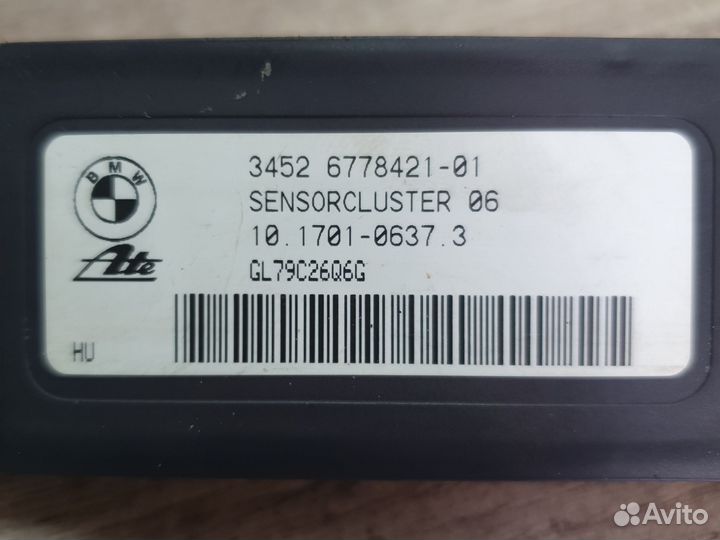 BMW
Ate
HU
3452 6778421-01
SENSORCLUSTER 06
10.1701-0637.3
GL79C26Q6G
Avito